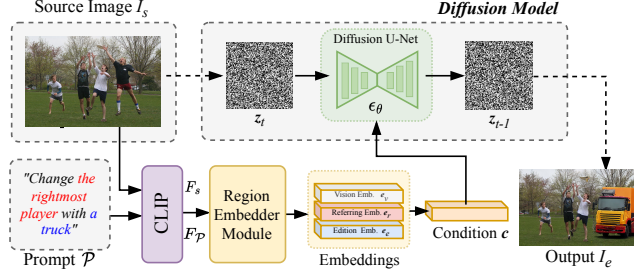 Source Image I_s
Diffusion Model
Diffusion U-Net
z_t
ϵ_θ
z_{t-1}
"Change the
rightmost
player with a
truck"
Prompt 𝒫
CLIP
F_s
F_𝒫
Region
Embedder
Module
Vision Emb. e_v
Referring Emb. e_r
Edition Emb. e_e
Embeddings
Condition c
Output I_e